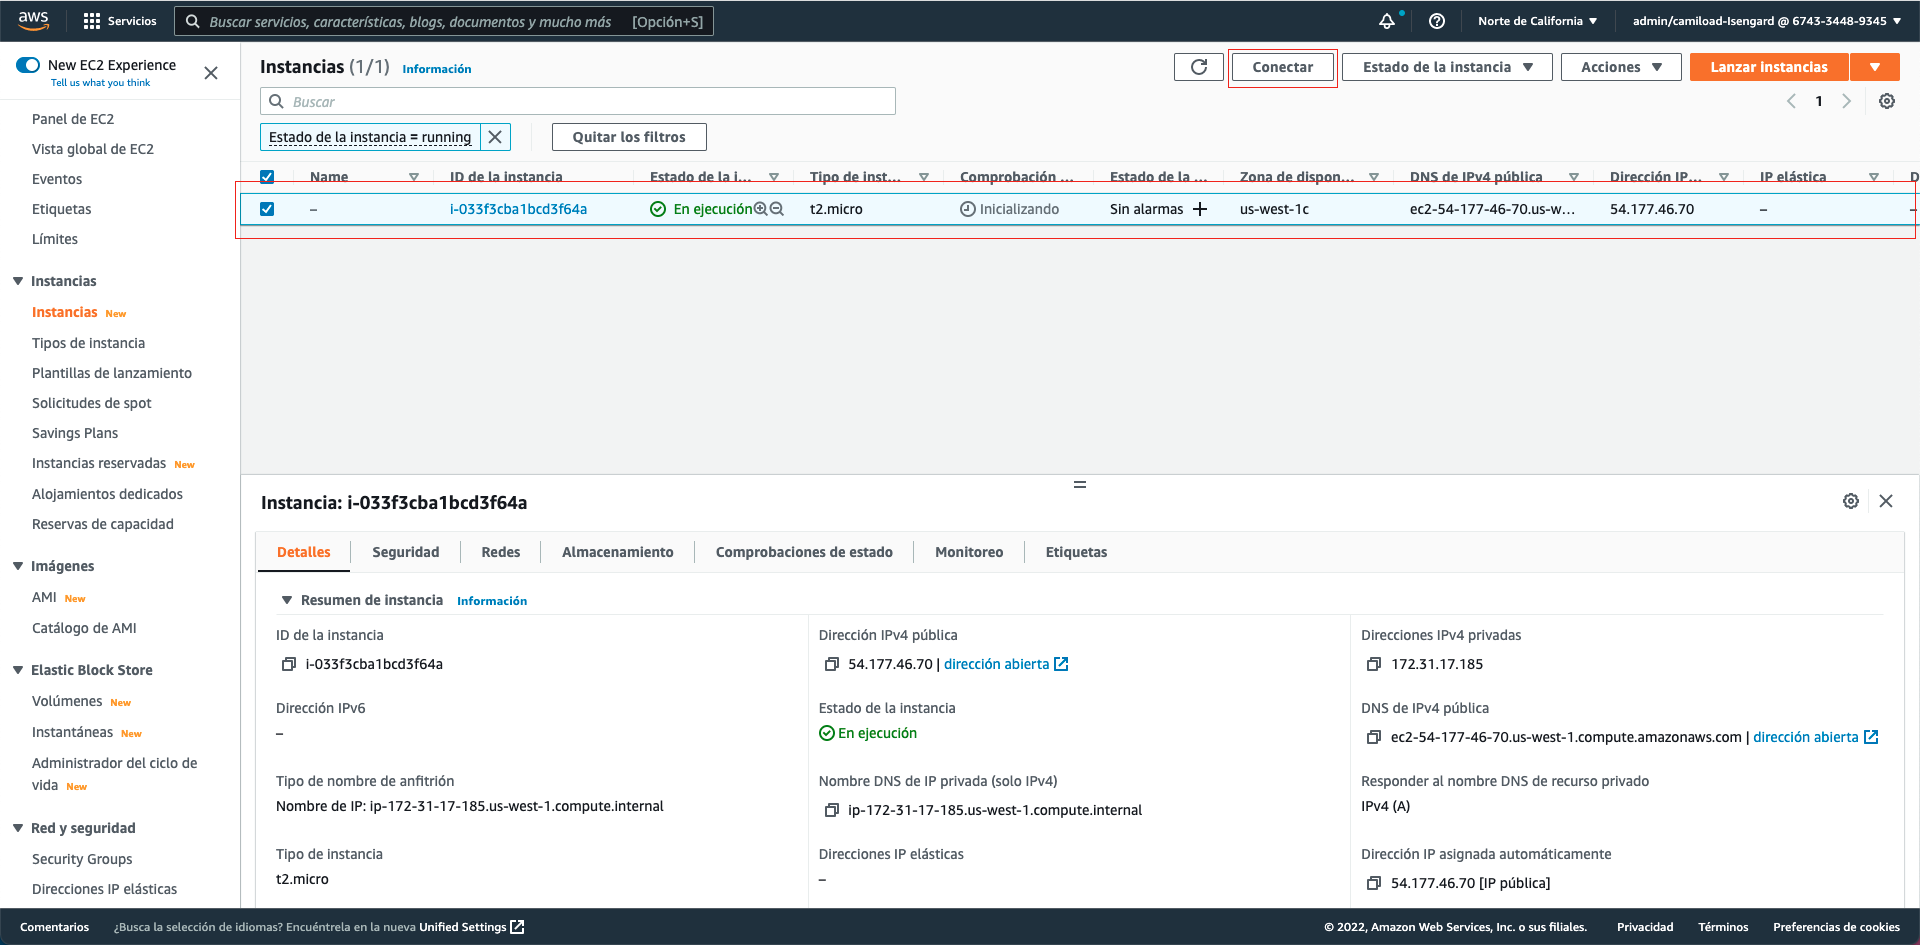 aws
Servicios
Buscar servicios, características, blogs, documentos y mucho más [Opción+S]
Norte de California
admin/camiload-Isengard @ 6743-3448-9345
New EC2 Experience
Tell us what you think
Panel de EC2
Vista global de EC2
Eventos
Etiquetas
Límites
Instancias
Instancias New
Tipos de instancia
Plantillas de lanzamiento
Solicitudes de spot
Savings Plans
Instancias reservadas New
Alojamientos dedicados
Reservas de capacidad
Imágenes
AMI New
Catálogo de AMI
Elastic Block Store
Volúmenes New
Instantáneas New
Administrador del ciclo de
vida New
Red y seguridad
Security Groups
Direcciones IP elásticas
Instancias (1/1) Información
Conectar
Estado de la instancia
Acciones
Lanzar instancias
Buscar
1
Estado de la instancia = running
Quitar los filtros
Name ID de la instancia Estado de la i... Tipo de inst... Comprobación ... Estado de la ... Zona de dispon... DNS de IPv4 pública Dirección IP... IP elástica D
– i-033f3cba1bcd3f64a En ejecución t2.micro Inicializando Sin alarmas + us-west-1c ec2-54-177-46-70.us-w... 54.177.46.70 – –
Instancia: i-033f3cba1bcd3f64a
Detalles Seguridad Redes Almacenamiento Comprobaciones de estado Monitoreo Etiquetas
Resumen de instancia Información
ID de la instancia
i-033f3cba1bcd3f64a
Dirección IPv4 pública
54.177.46.70 | dirección abierta
Direcciones IPv4 privadas
172.31.17.185
Dirección IPv6
–
Estado de la instancia
En ejecución
DNS de IPv4 pública
ec2-54-177-46-70.us-west-1.compute.amazonaws.com | dirección abierta
Tipo de nombre de anfitrión
Nombre de IP: ip-172-31-17-185.us-west-1.compute.internal
Nombre DNS de IP privada (solo IPv4)
ip-172-31-17-185.us-west-1.compute.internal
Responder al nombre DNS de recurso privado
IPv4 (A)
Tipo de instancia
t2.micro
Direcciones IP elásticas
–
Dirección IP asignada automáticamente
54.177.46.70 [IP pública]
Comentarios
¿Busca la selección de idiomas? Encuéntrela en la nueva Unified Settings
© 2022, Amazon Web Services, Inc. o sus filiales.
Privacidad
Términos
Preferencias de cookies